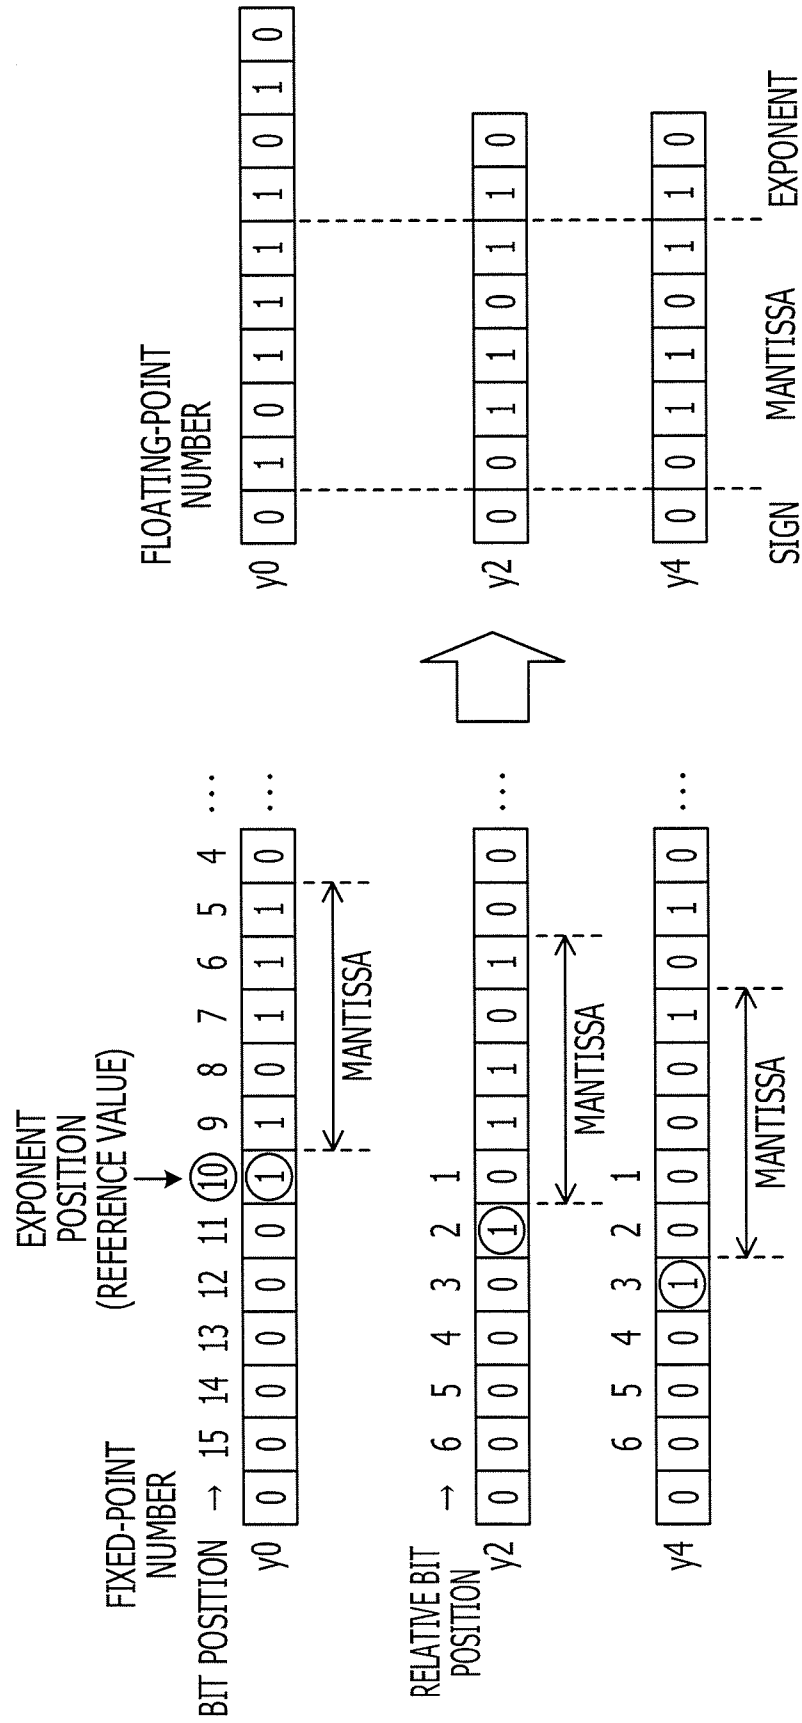 FIXED-POINT
NUMBER
EXPONENT
POSITION
(REFERENCE VALUE)
BIT POSITION → 15 14 13 12 11 10 9 8 7 6 5 4 ...
y0 0 0 0 0 0 0 1 1 0 1 1 1 0 ...
MANTISSA
RELATIVE BIT
POSITION
→ 6 5 4 3 2 1
y2 0 0 0 0 0 1 0 1 1 0 1 0 0 ...
MANTISSA
6 5 4 3 2 1
y4 0 0 0 0 1 0 0 0 0 1 0 1 0 ...
MANTISSA
FLOATING-POINT
NUMBER
y0 0 1 0 1 1 1 1 0 1 0
y2 0 0 1 1 0 1 1 0
y4 0 0 1 1 0 1 1 0
SIGN MANTISSA EXPONENT